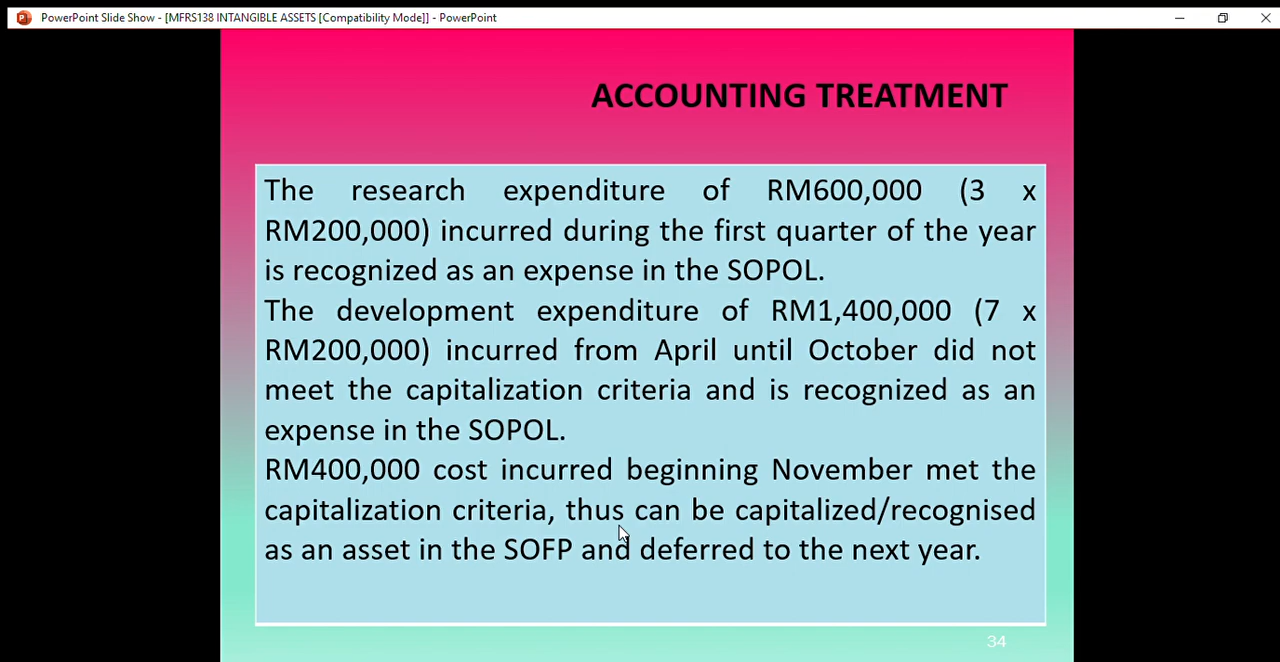 PowerPoint Slide Show - [MFRS138 INTANGIBLE ASSETS [Compatibility Mode]] - PowerPoint
ACCOUNTING TREATMENT
The research expenditure of RM600,000 (3 x
RM200,000) incurred during the first quarter of the year
is recognized as an expense in the SOPOL.
The development expenditure of RM1,400,000 (7 x
RM200,000) incurred from April until October did not
meet the capitalization criteria and is recognized as an
expense in the SOPOL.
RM400,000 cost incurred beginning November met the
capitalization criteria, thus can be capitalized/recognised
as an asset in the SOFP and deferred to the next year.
34